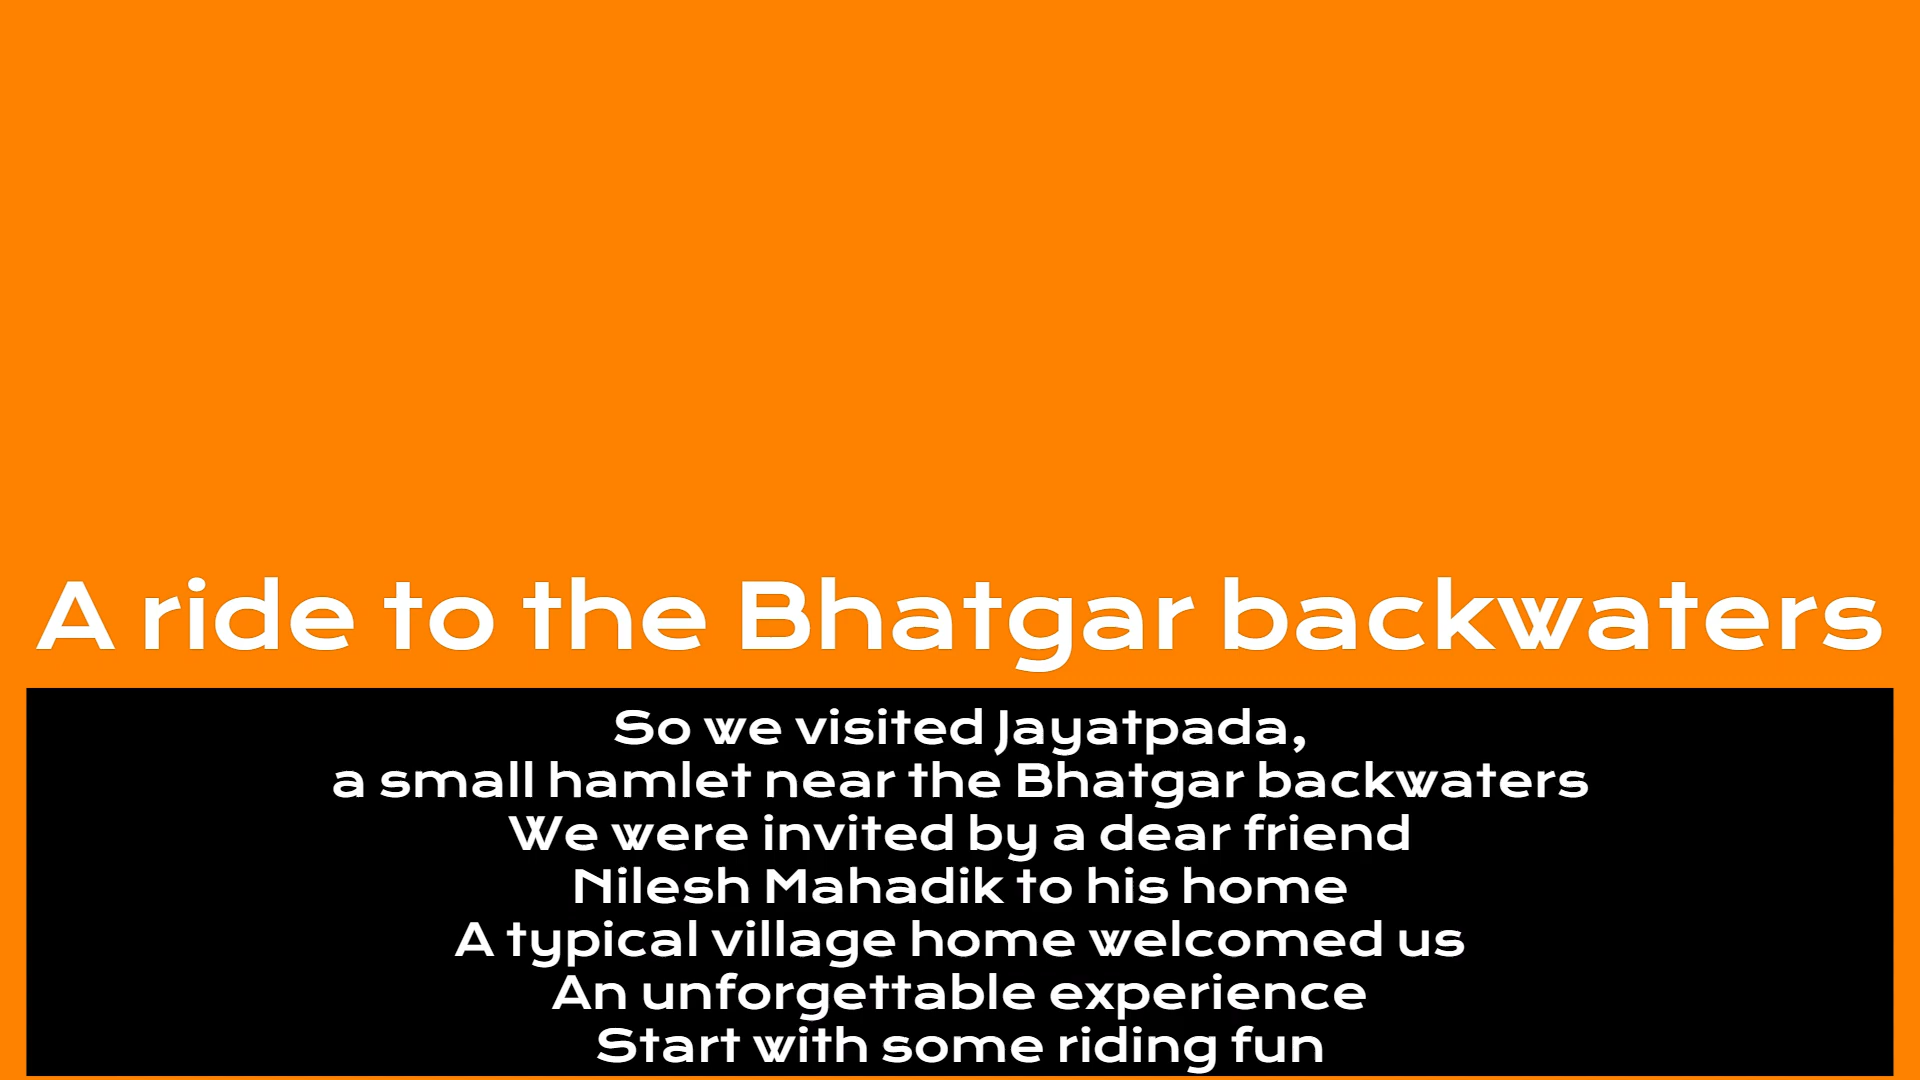 A ride to the Bhatgar backwaters
So we visited Jayatpada,
a small hamlet near the Bhatgar backwaters
We were invited by a dear friend
Nilesh Mahadik to his home
A typical village home welcomed us
An unforgettable experience
Start with some riding fun